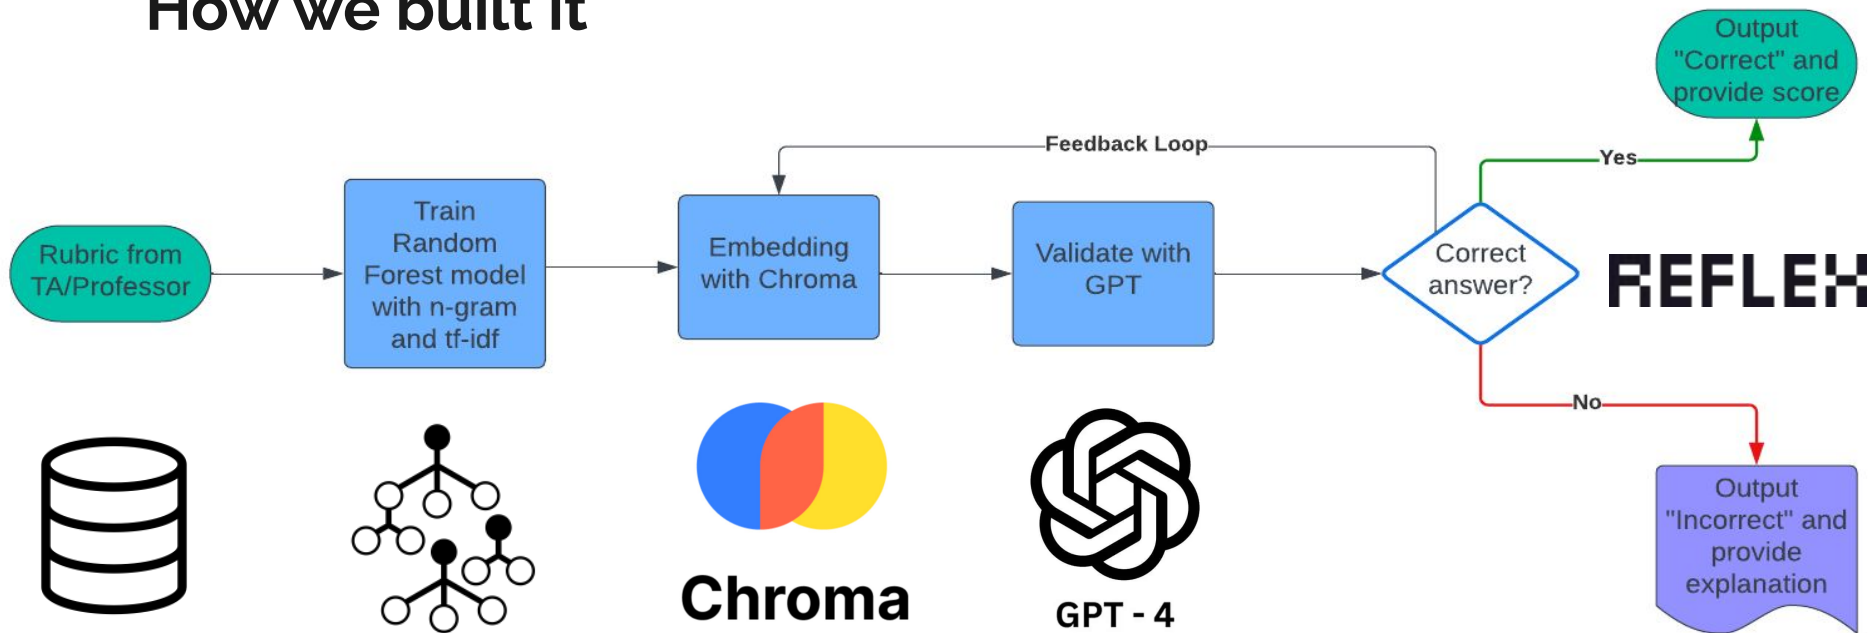 How we built it
Output
"Correct" and
provide score
Feedback Loop
Yes
Rubric from
TA/Professor
Train
Random
Forest model
with n-gram
and tf-idf
Embedding
with Chroma
Validate with
GPT
Correct
answer?
REFLEX
No
Output
"Incorrect" and
provide
explanation
Chroma
GPT - 4